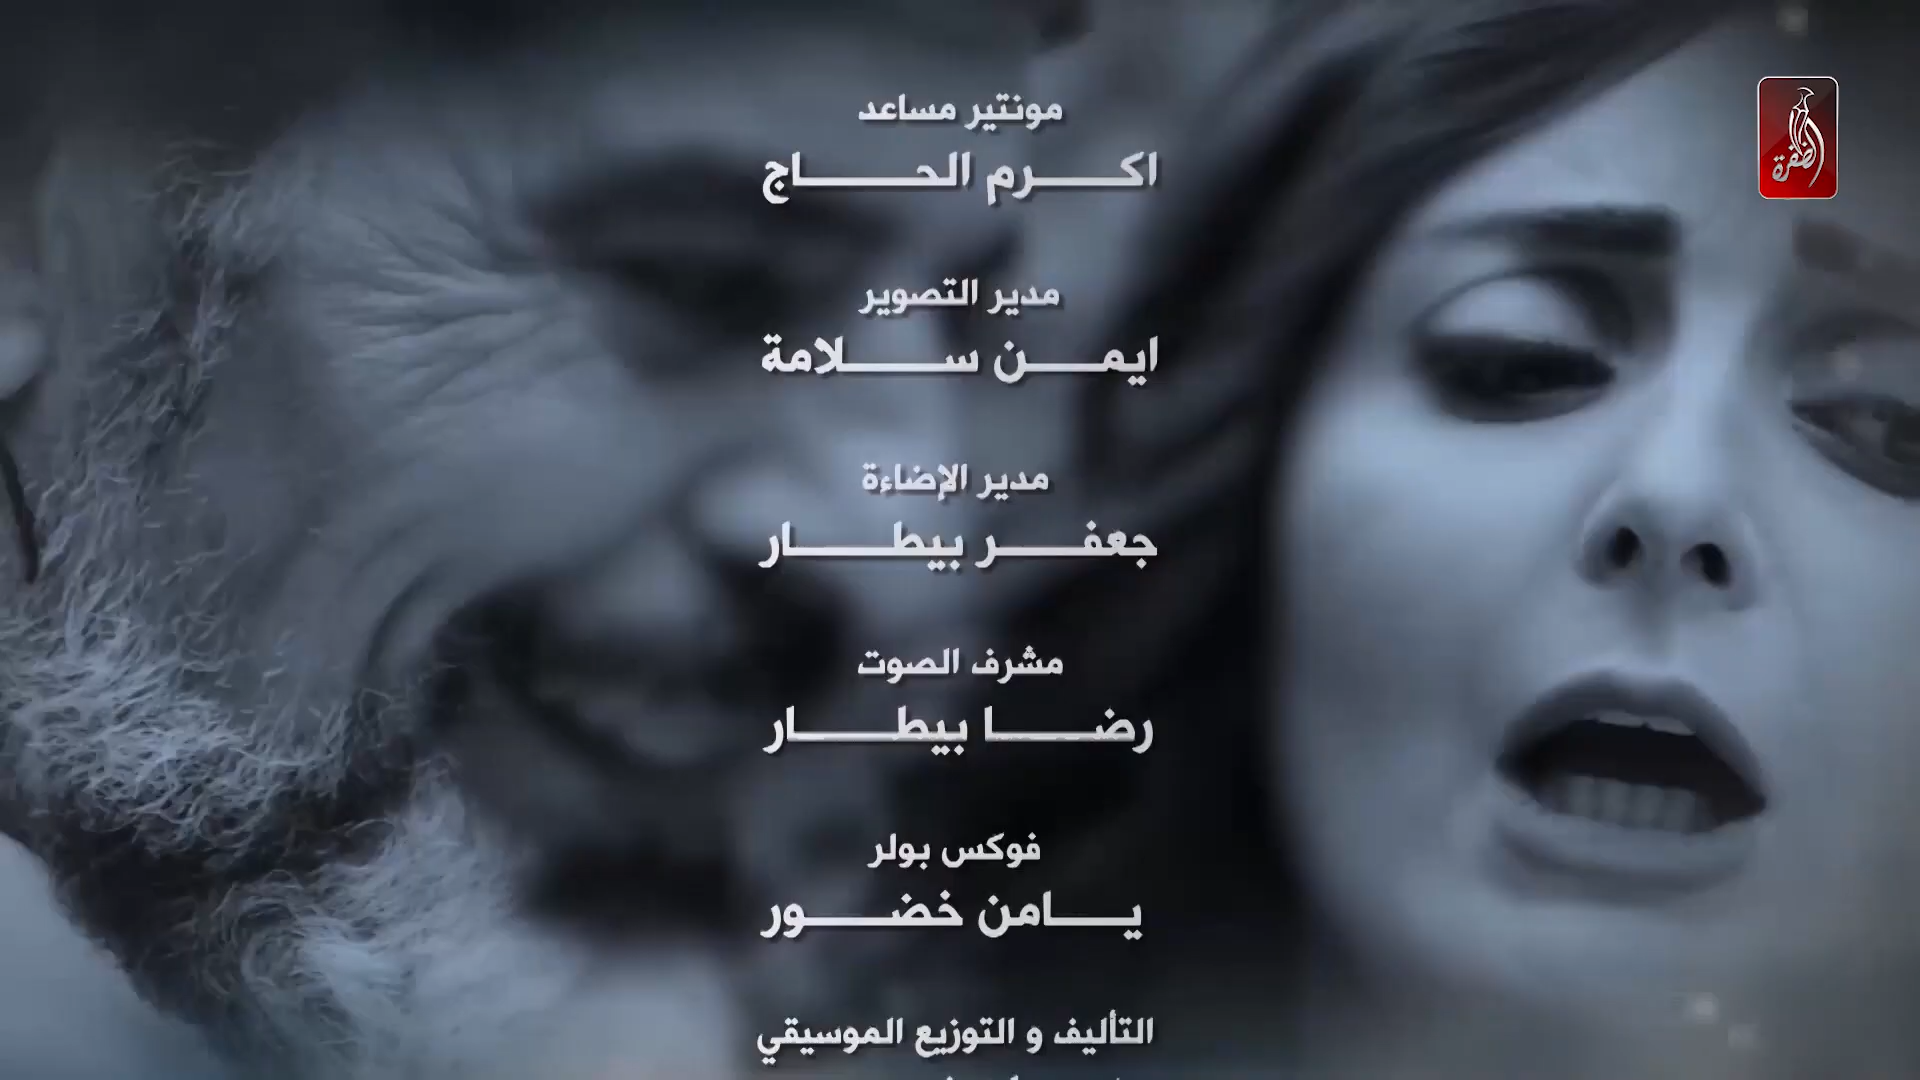 مونتير مساعد
اكرم الحاج
الظفرة
مدير التصوير
ايمن سلامة
مدير الإضاءة
جعفر بيطار
مشرف الصوت
رضا بيطار
فوكس بولر
يامن خضور
التأليف و التوزيع الموسيقي